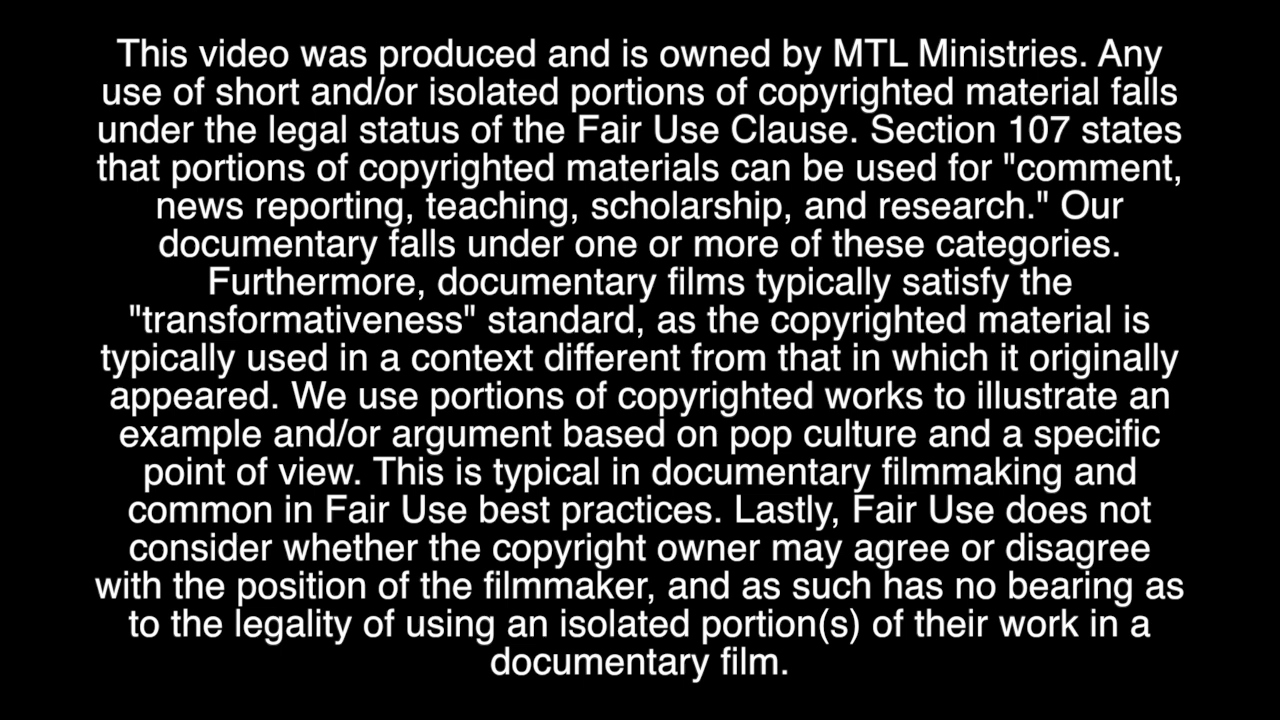 This video was produced and is owned by MTL Ministries. Any
use of short and/or isolated portions of copyrighted material falls
under the legal status of the Fair Use Clause. Section 107 states
that portions of copyrighted materials can be used for "comment,
news reporting, teaching, scholarship, and research." Our
documentary falls under one or more of these categories.
Furthermore, documentary films typically satisfy the
"transformativeness" standard, as the copyrighted material is
typically used in a context different from that in which it originally
appeared. We use portions of copyrighted works to illustrate an
example and/or argument based on pop culture and a specific
point of view. This is typical in documentary filmmaking and
common in Fair Use best practices. Lastly, Fair Use does not
consider whether the copyright owner may agree or disagree
with the position of the filmmaker, and as such has no bearing as
to the legality of using an isolated portion(s) of their work in a
documentary film.